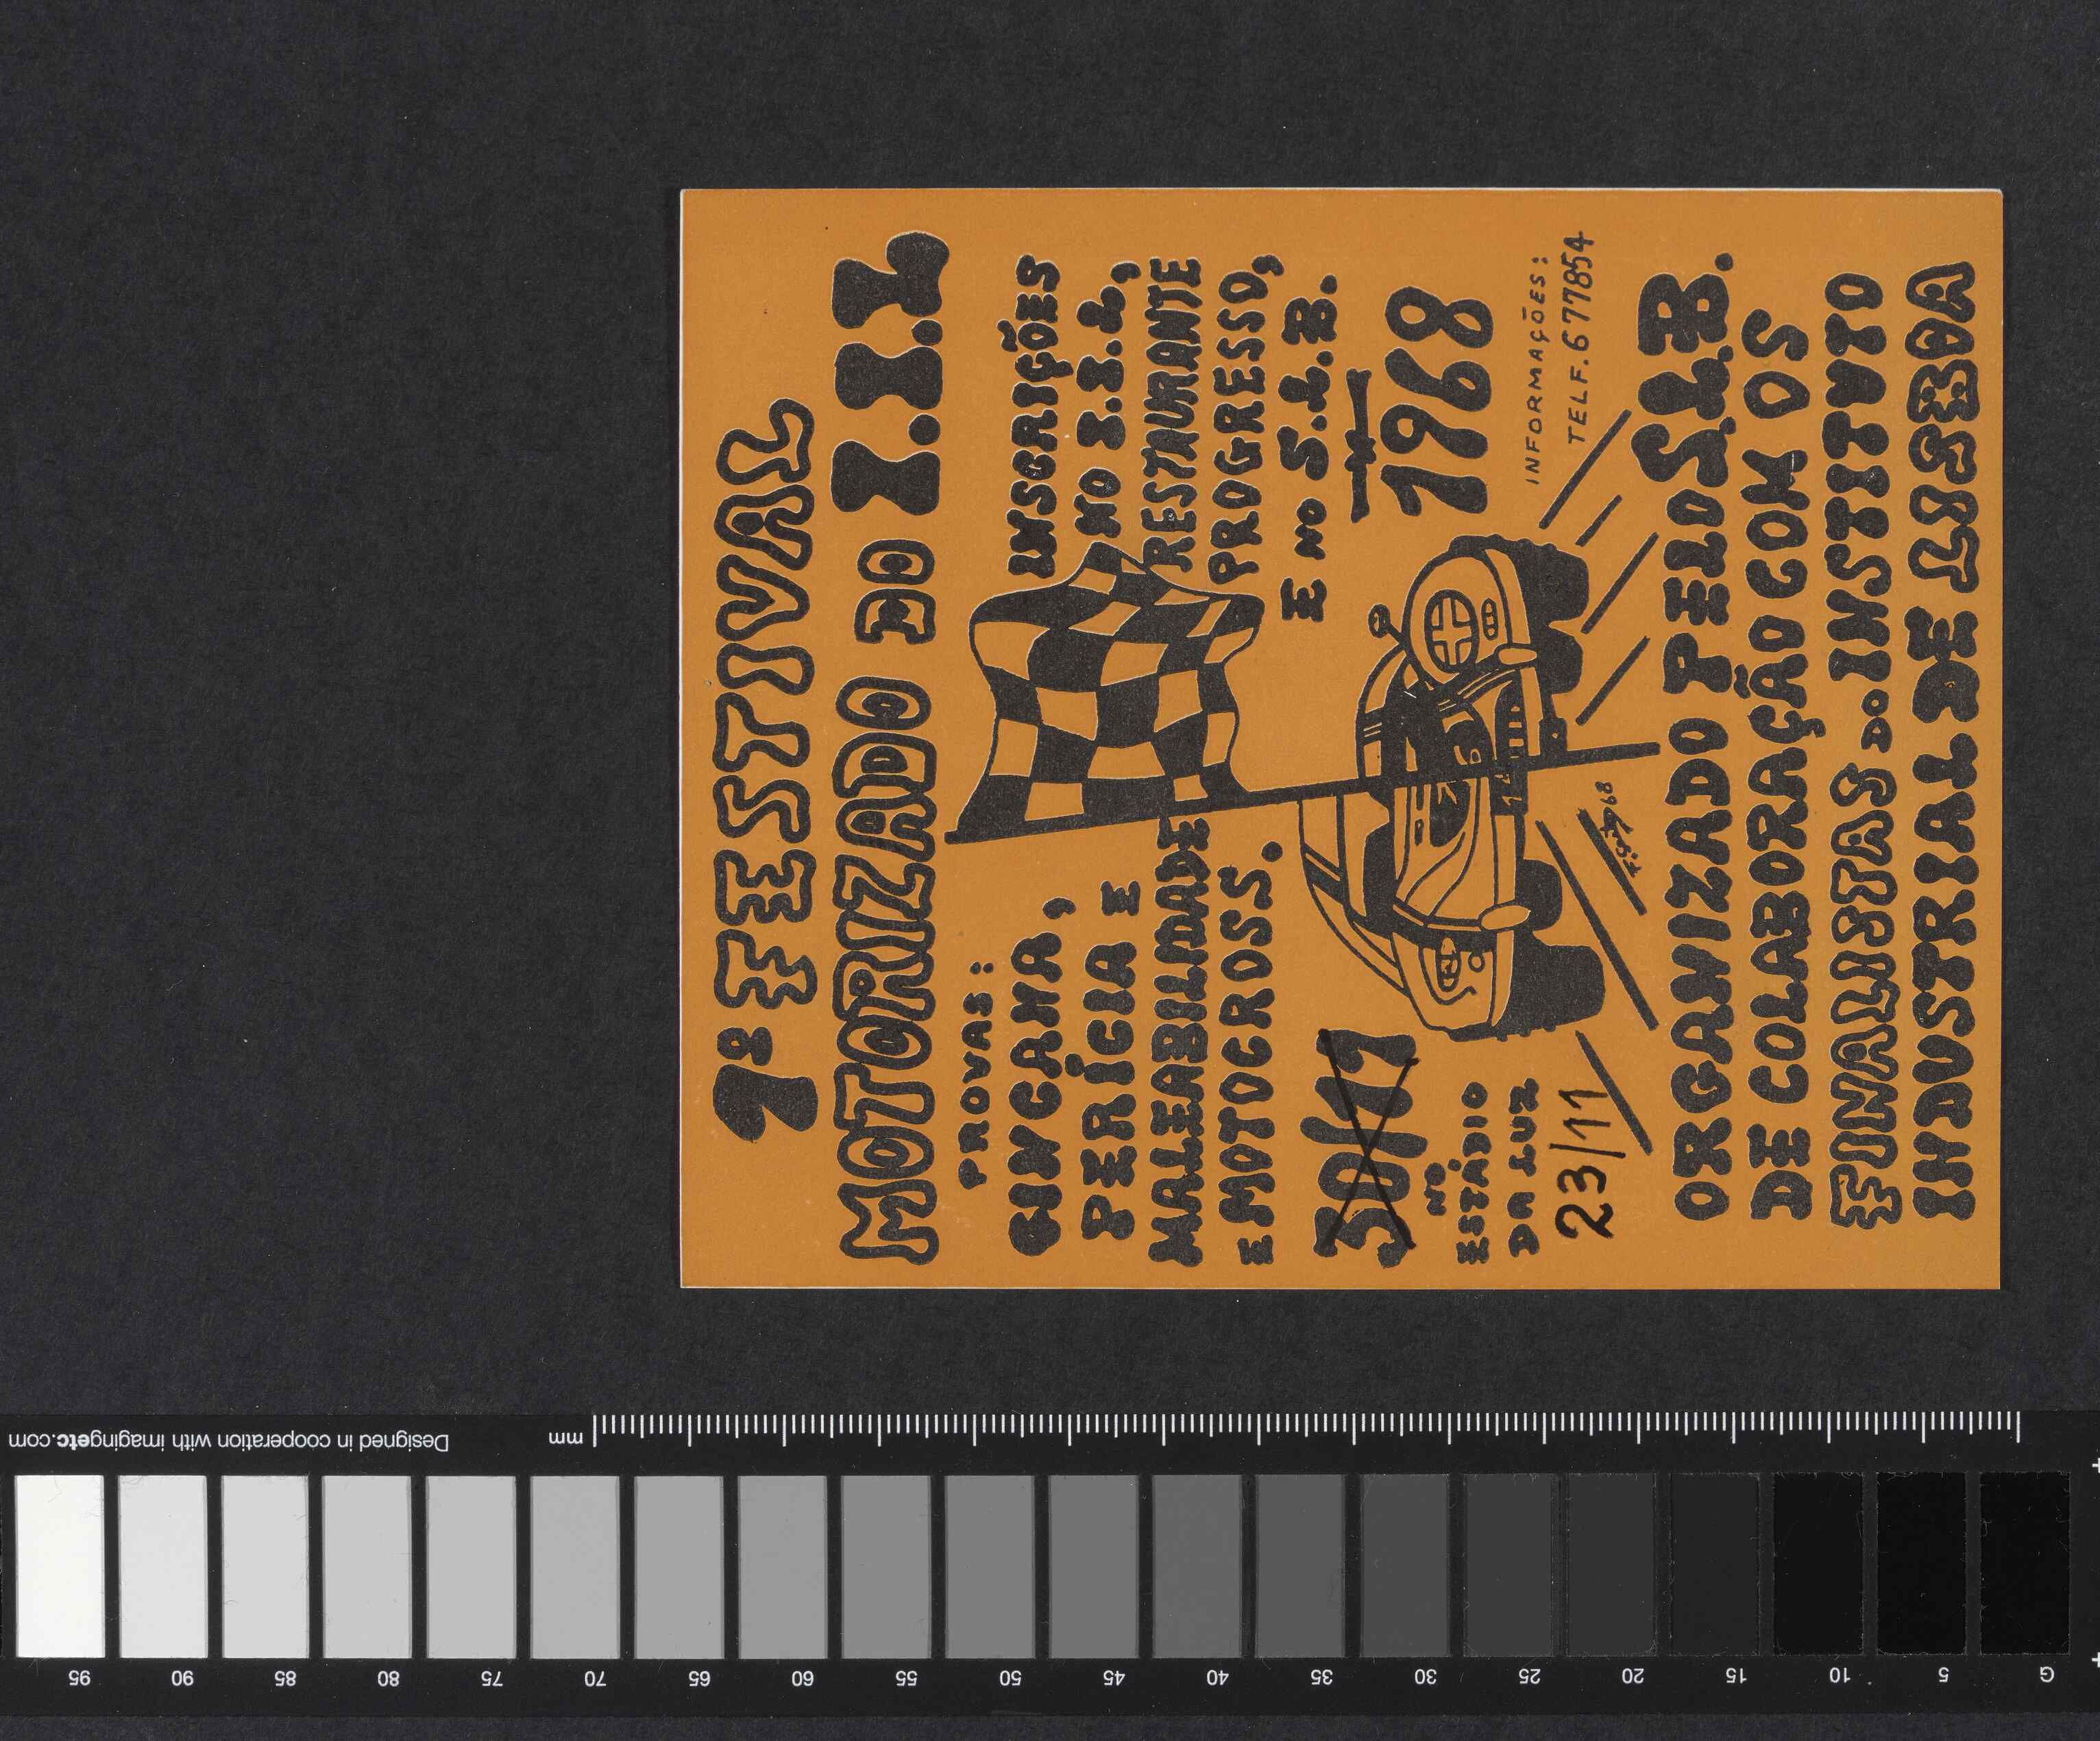 1º FESTIVAL
MOTORIZADO DO I.I.L
PROVAS:
GINCANA,
PERÍCIA E
MALEABILIDADE
E MOTOCROSS.
INSCRIÇÕES
NO I.I.L,
RESTAURANTE
PROGRESSO,
E NO S.L.B.
30/11
NO
ESTÁDIO
DA LUZ
23/11
1968
INFORMAÇÕES:
TELF. 677854
ORGANIZADO PELO S.L.B.
DE COLABORAÇÃO COM OS
FINALISTAS DO INSTITUTO
INDUSTRIAL DE LISBOA
Designed in cooperation with imagingetc.com
mm
95 90 85 80 75 70 65 60 55 50 45 40 35 30 25 20 15 10 5 G